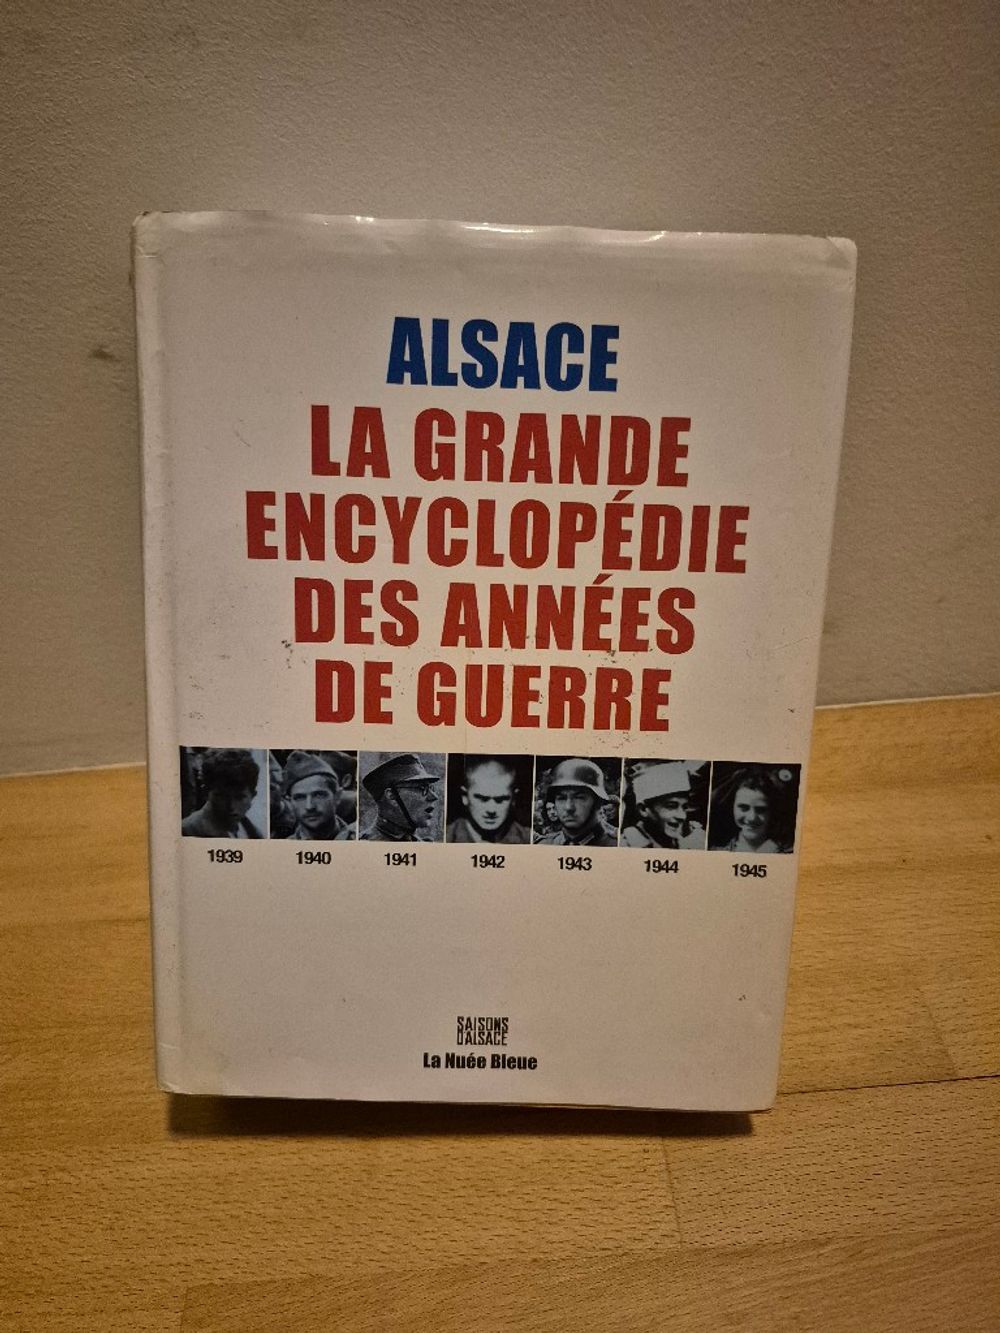 ALSACE
LA GRANDE
ENCYCLOPÉDIE
DES ANNÉES
DE GUERRE
1939 1940 1941 1942 1943 1944 1945
SAISONS
D'ALSACE
La Nuée Bleue